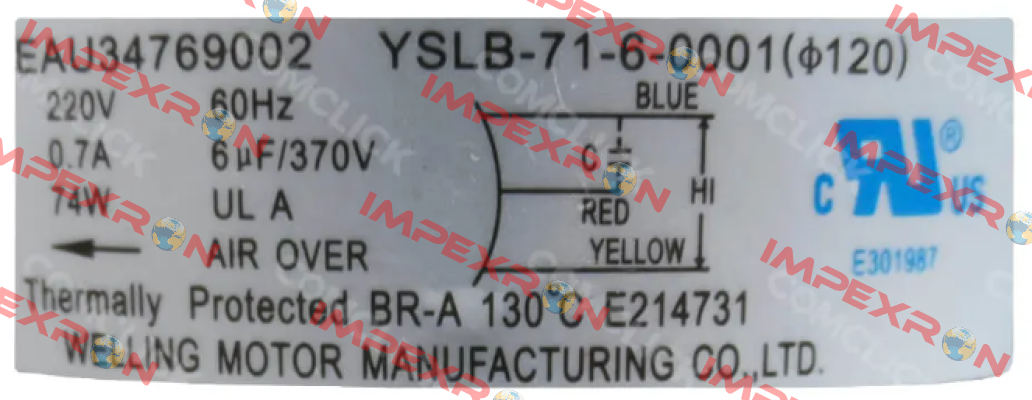 EAU34769002 YSLB-71-6-0001(ϕ120)
220V 60Hz
0.7A 6µF/370V
74W UL A
AIR OVER
BLUE
C
HI
RED
YELLOW
C US ®
E301987
Thermally Protected BR-A 130°C E214731
WELLING MOTOR MANUFACTURING CO.,LTD.
IMPEXRON
COMCLICK